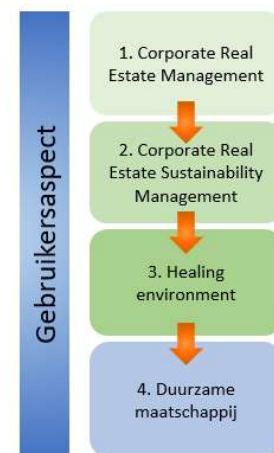 Gebruikersaspect
1. Corporate Real
Estate Management
2. Corporate Real
Estate Sustainability
Management
3. Healing
environment
4. Duurzame
maatschappij